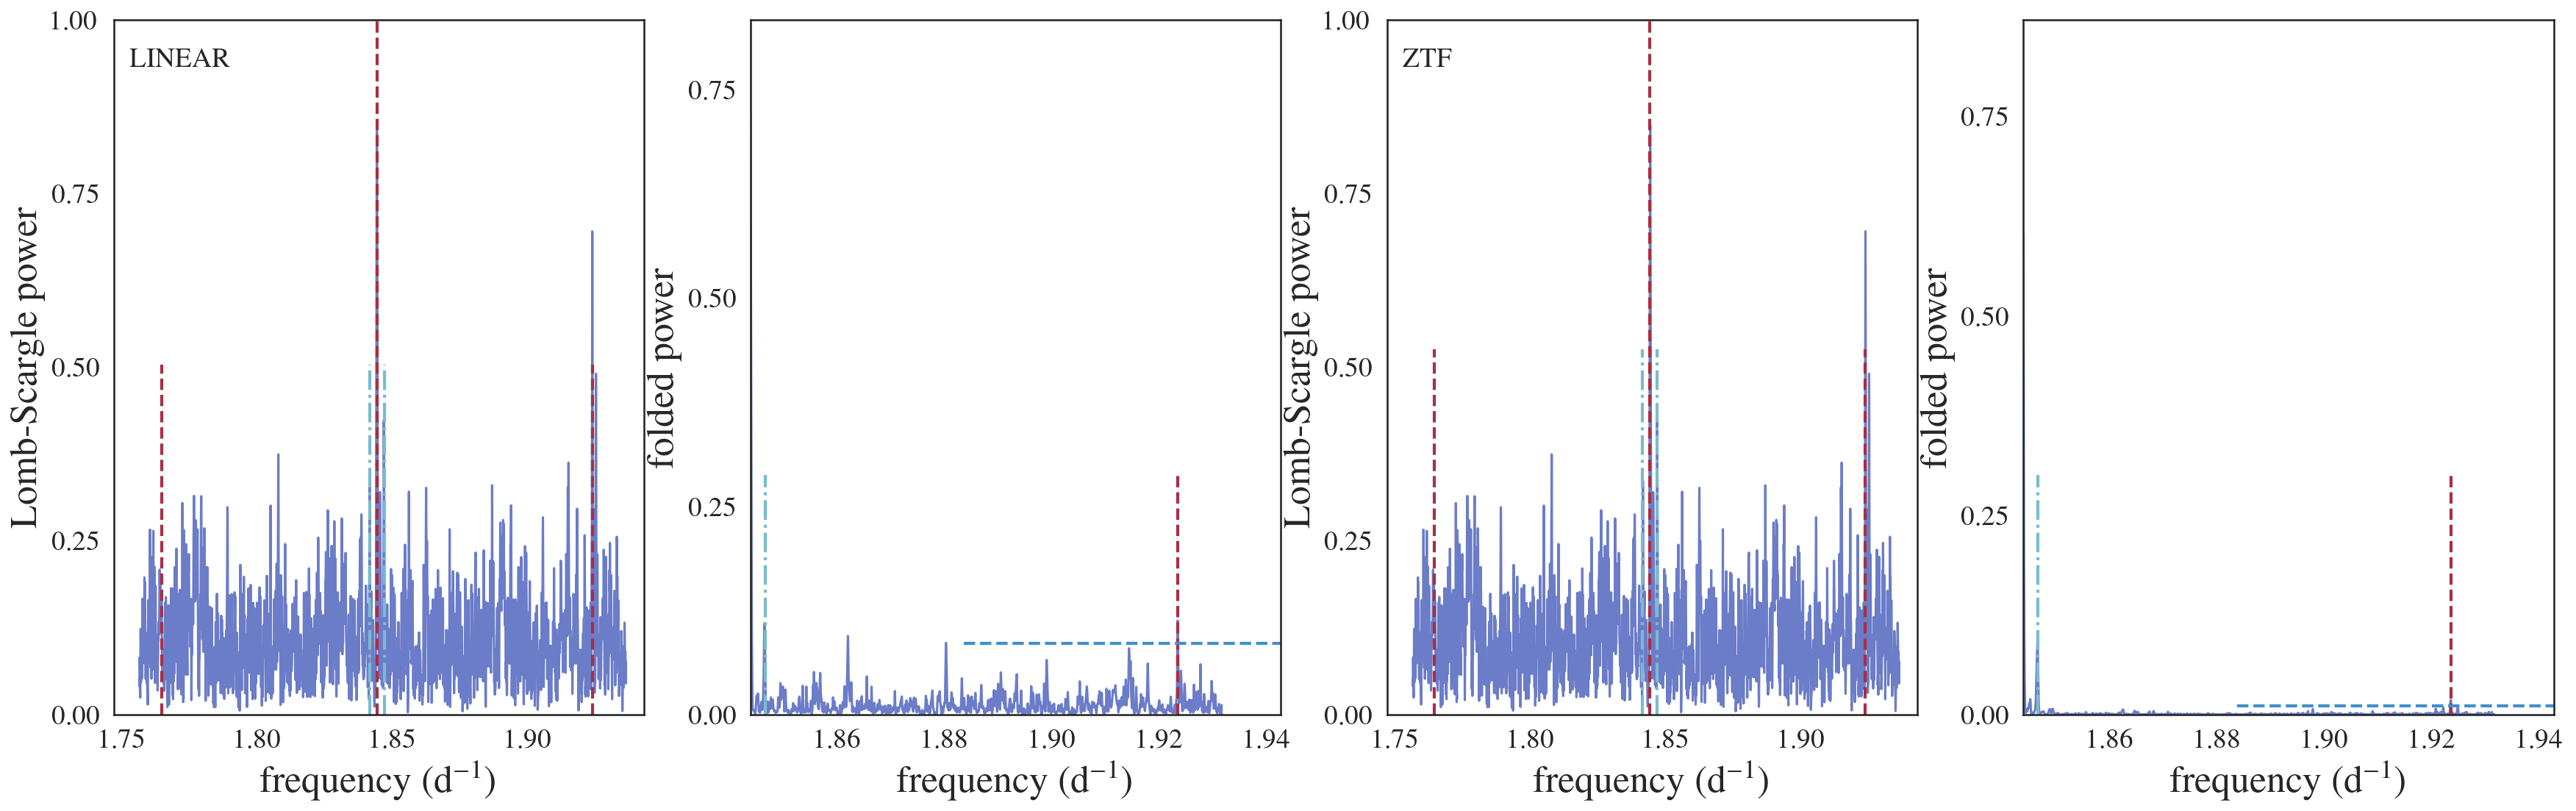 LINEAR
Lomb-Scargle power
1.00
0.75
0.50
0.25
0.00
1.75 1.80 1.85 1.90
frequency (d⁻¹)
folded power
0.75
0.50
0.25
0.00
1.86 1.88 1.90 1.92 1.94
frequency (d⁻¹)
ZTF
Lomb-Scargle power
1.00
0.75
0.50
0.25
0.00
1.75 1.80 1.85 1.90
frequency (d⁻¹)
folded power
0.75
0.50
0.25
0.00
1.86 1.88 1.90 1.92 1.94
frequency (d⁻¹)